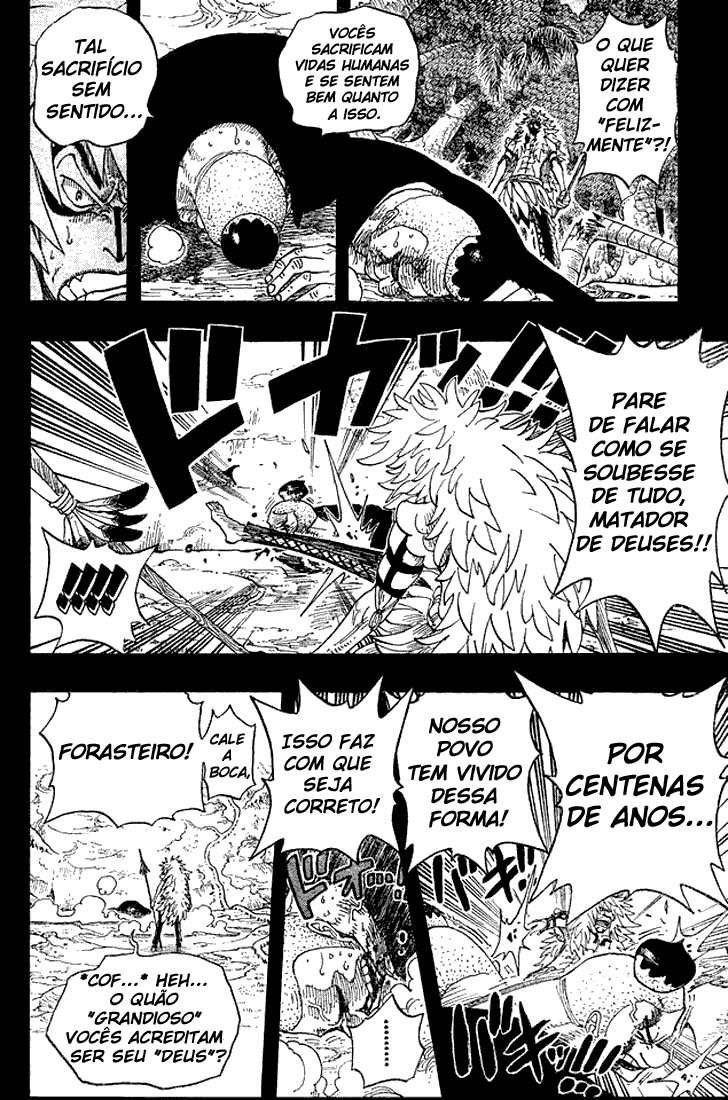 O QUE
QUER
DIZER
COM
"FELIZ-
MENTE"?!
VOCÊS
SACRIFICAM
VIDAS HUMANAS
E SE SENTEM
BEM QUANTO
A ISSO.
TAL
SACRIFÍCIO
SEM
SENTIDO...
PARE
DE FALAR
COMO SE
SOUBESSE
DE TUDO,
MATADOR
DE DEUSES!!
ドカッ!!!
!!!!
POR
CENTENAS
DE ANOS...
NOSSO
POVO
TEM VIVIDO
DESSA
FORMA!
ISSO FAZ
COM QUE
SEJA
CORRETO!
.........
CALE
A
BOCA,
FORASTEIRO!
*COF...* HEH...
O QUÃO
"GRANDIOSO"
VOCÊS ACREDITAM
SER SEU "DEUS"?